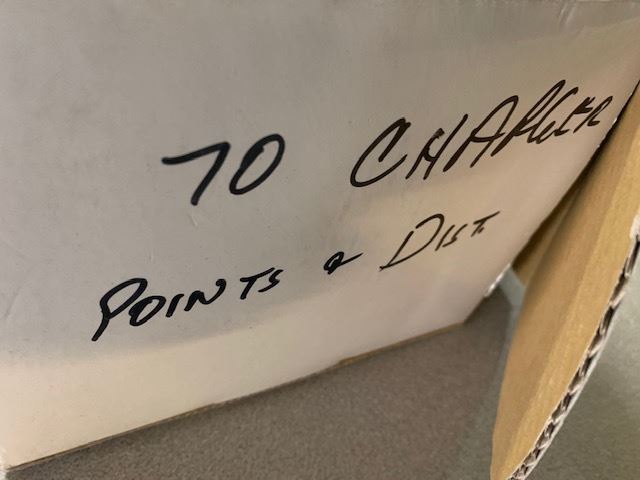 70 CHARGER
POINTS & DIST.